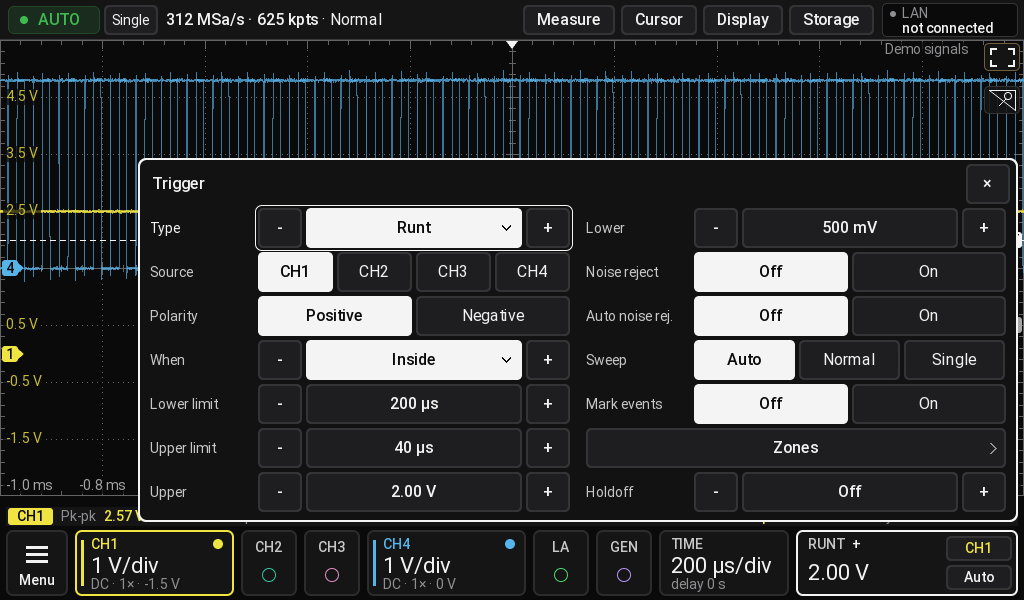 AUTO
Single
312 MSa/s · 625 kpts · Normal
Measure
Cursor
Display
Storage
LAN
not connected
Demo signals
4.5 V
3.5 V
2.5 V
4
0.5 V
1
-0.5 V
-1.5 V
-1.0 ms
-0.8 ms
Trigger
×
Type
-
Runt
+
Lower
-
500 mV
+
Source
CH1
CH2
CH3
CH4
Noise reject
Off
On
Polarity
Positive
Negative
Auto noise rej.
Off
On
When
-
Inside
+
Sweep
Auto
Normal
Single
Lower limit
-
200 µs
+
Mark events
Off
On
Upper limit
-
40 µs
+
Zones
Upper
-
2.00 V
+
Holdoff
-
Off
+
CH1
Pk-pk
2.57
Menu
CH1
1 V/div
DC · 1× · -1.5 V
CH2
CH3
CH4
1 V/div
DC · 1× · 0 V
LA
GEN
TIME
200 µs/div
delay 0 s
RUNT +
2.00 V
CH1
Auto